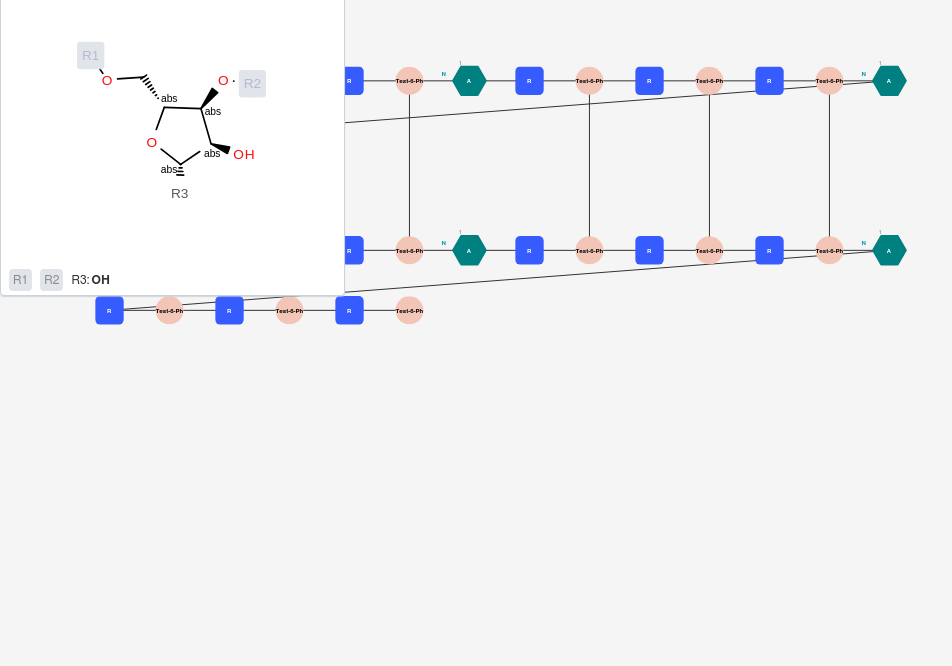 R1
O
O
R2
abs
abs
O
abs
OH
abs
R3
R1 R2 R3: OH
N N
R Test-6-Ph A R Test-6-Ph R Test-6-Ph R Test-6-Ph A
N N
R Test-6-Ph A R Test-6-Ph R Test-6-Ph R Test-6-Ph A
R Test-6-Ph R Test-6-Ph R Test-6-Ph